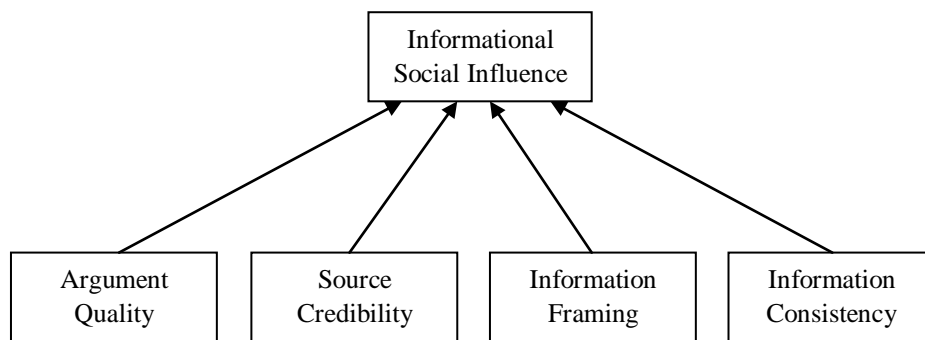 Informational
Social Influence
Argument
Quality
Source
Credibility
Information
Framing
Information
Consistency